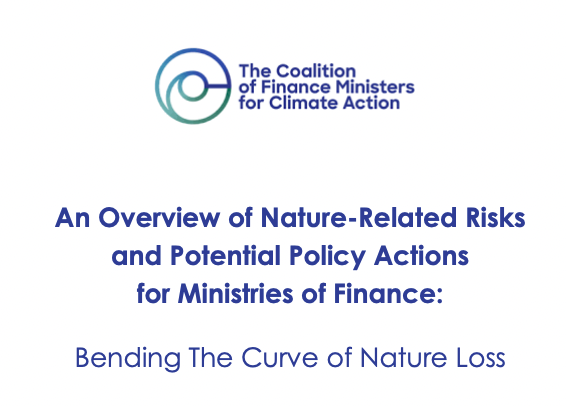 The Coalition
of Finance Ministers
for Climate Action
An Overview of Nature-Related Risks
and Potential Policy Actions
for Ministries of Finance:
Bending The Curve of Nature Loss